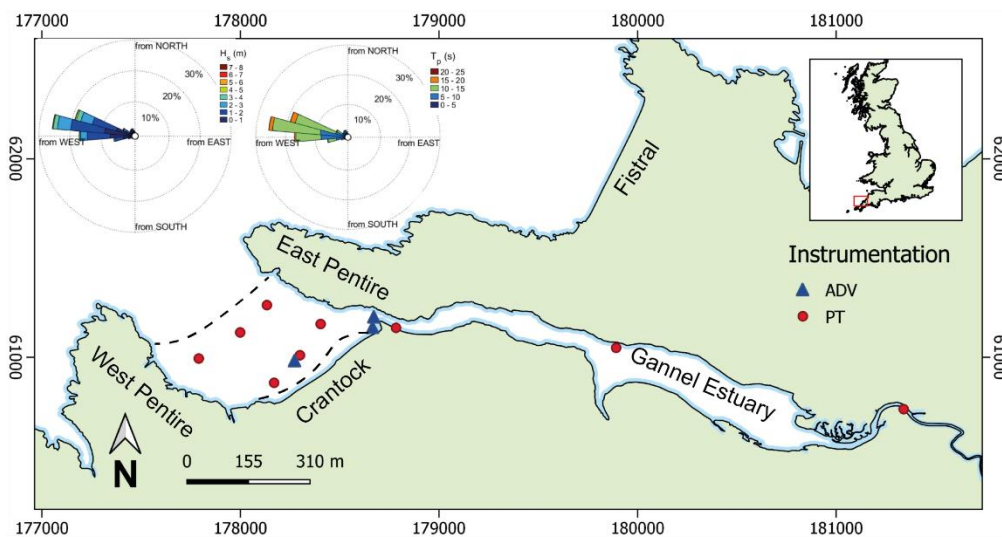 177000 178000 179000 180000 181000
from NORTH
30%
20%
10%
from WEST
from EAST
from SOUTH
H_s (m)
7 - 8
6 - 7
5 - 6
4 - 5
3 - 4
2 - 3
1 - 2
0 - 1
from NORTH
30%
20%
10%
from WEST
from EAST
from SOUTH
T_p (s)
20 - 25
15 - 20
10 - 15
5 - 10
0 - 5
62000
62000
61000
61000
Fistral
East Pentire
West Pentire
Crantock
Gannel Estuary
Instrumentation
ADV
PT
N
0 155 310 m
177000 178000 179000 180000 181000